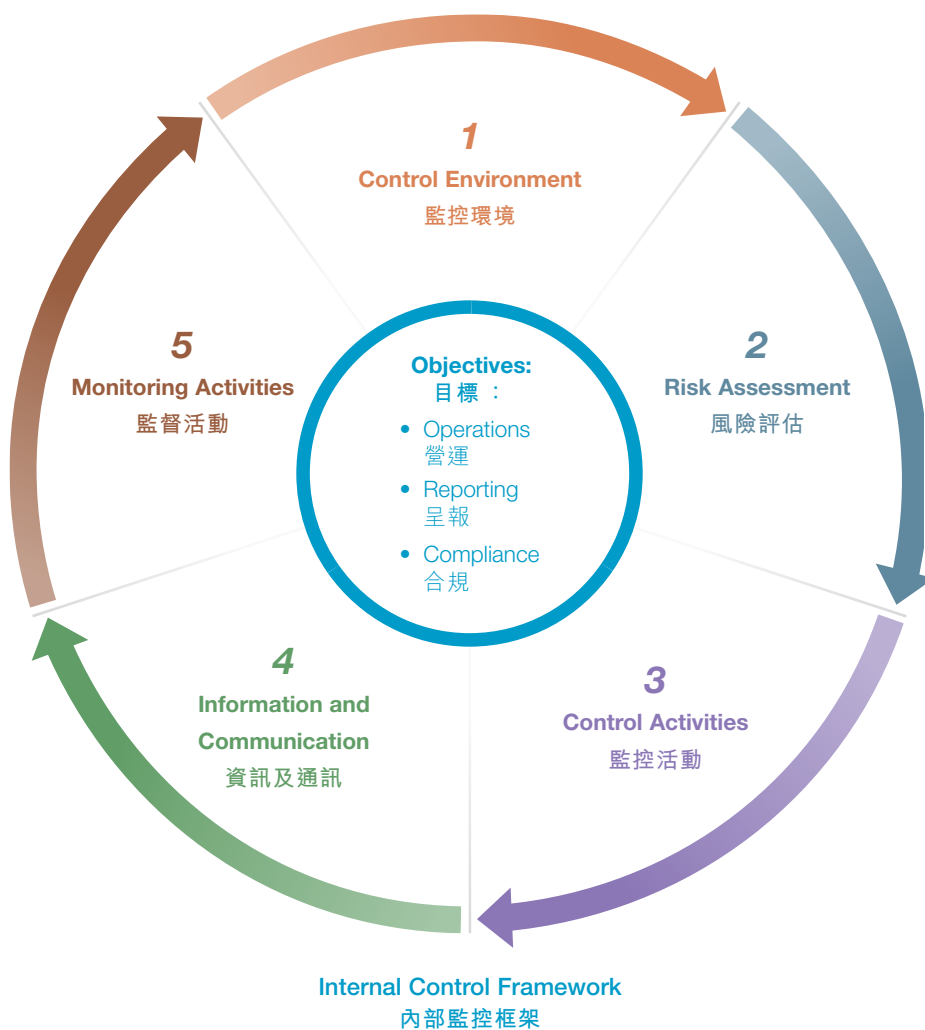 1
Control Environment
監控環境
2
Risk Assessment
風險評估
3
Control Activities
監控活動
4
Information and
Communication
資訊及通訊
5
Monitoring Activities
監督活動
Objectives:
目標：
• Operations
營運
• Reporting
呈報
• Compliance
合規
Internal Control Framework
內部監控框架